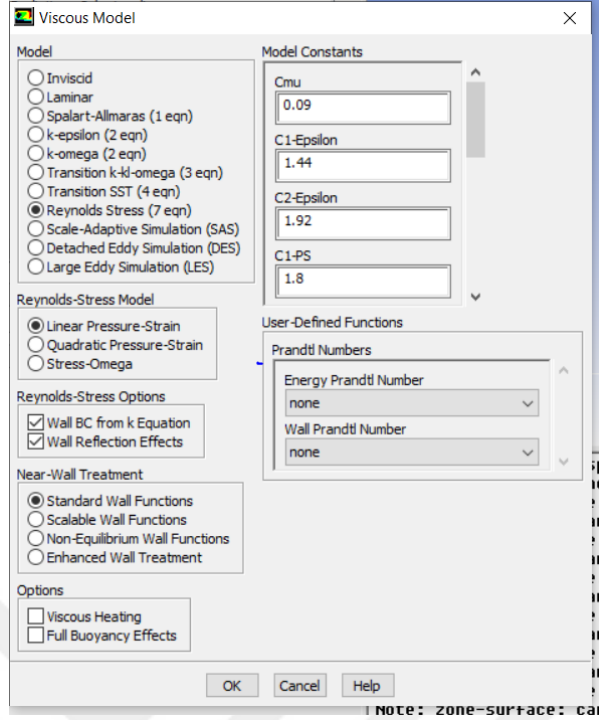 Viscous Model
Model
Inviscid
Laminar
Spalart-Allmaras (1 eqn)
k-epsilon (2 eqn)
k-omega (2 eqn)
Transition k-kl-omega (3 eqn)
Transition SST (4 eqn)
Reynolds Stress (7 eqn)
Scale-Adaptive Simulation (SAS)
Detached Eddy Simulation (DES)
Large Eddy Simulation (LES)
Reynolds-Stress Model
Linear Pressure-Strain
Quadratic Pressure-Strain
Stress-Omega
Reynolds-Stress Options
Wall BC from k Equation
Wall Reflection Effects
Near-Wall Treatment
Standard Wall Functions
Scalable Wall Functions
Non-Equilibrium Wall Functions
Enhanced Wall Treatment
Options
Viscous Heating
Full Buoyancy Effects
Model Constants
Cmu
0.09
C1-Epsilon
1.44
C2-Epsilon
1.92
C1-PS
1.8
User-Defined Functions
Prandtl Numbers
Energy Prandtl Number
none
Wall Prandtl Number
none
OK Cancel Help
Note: zone-surface: ca